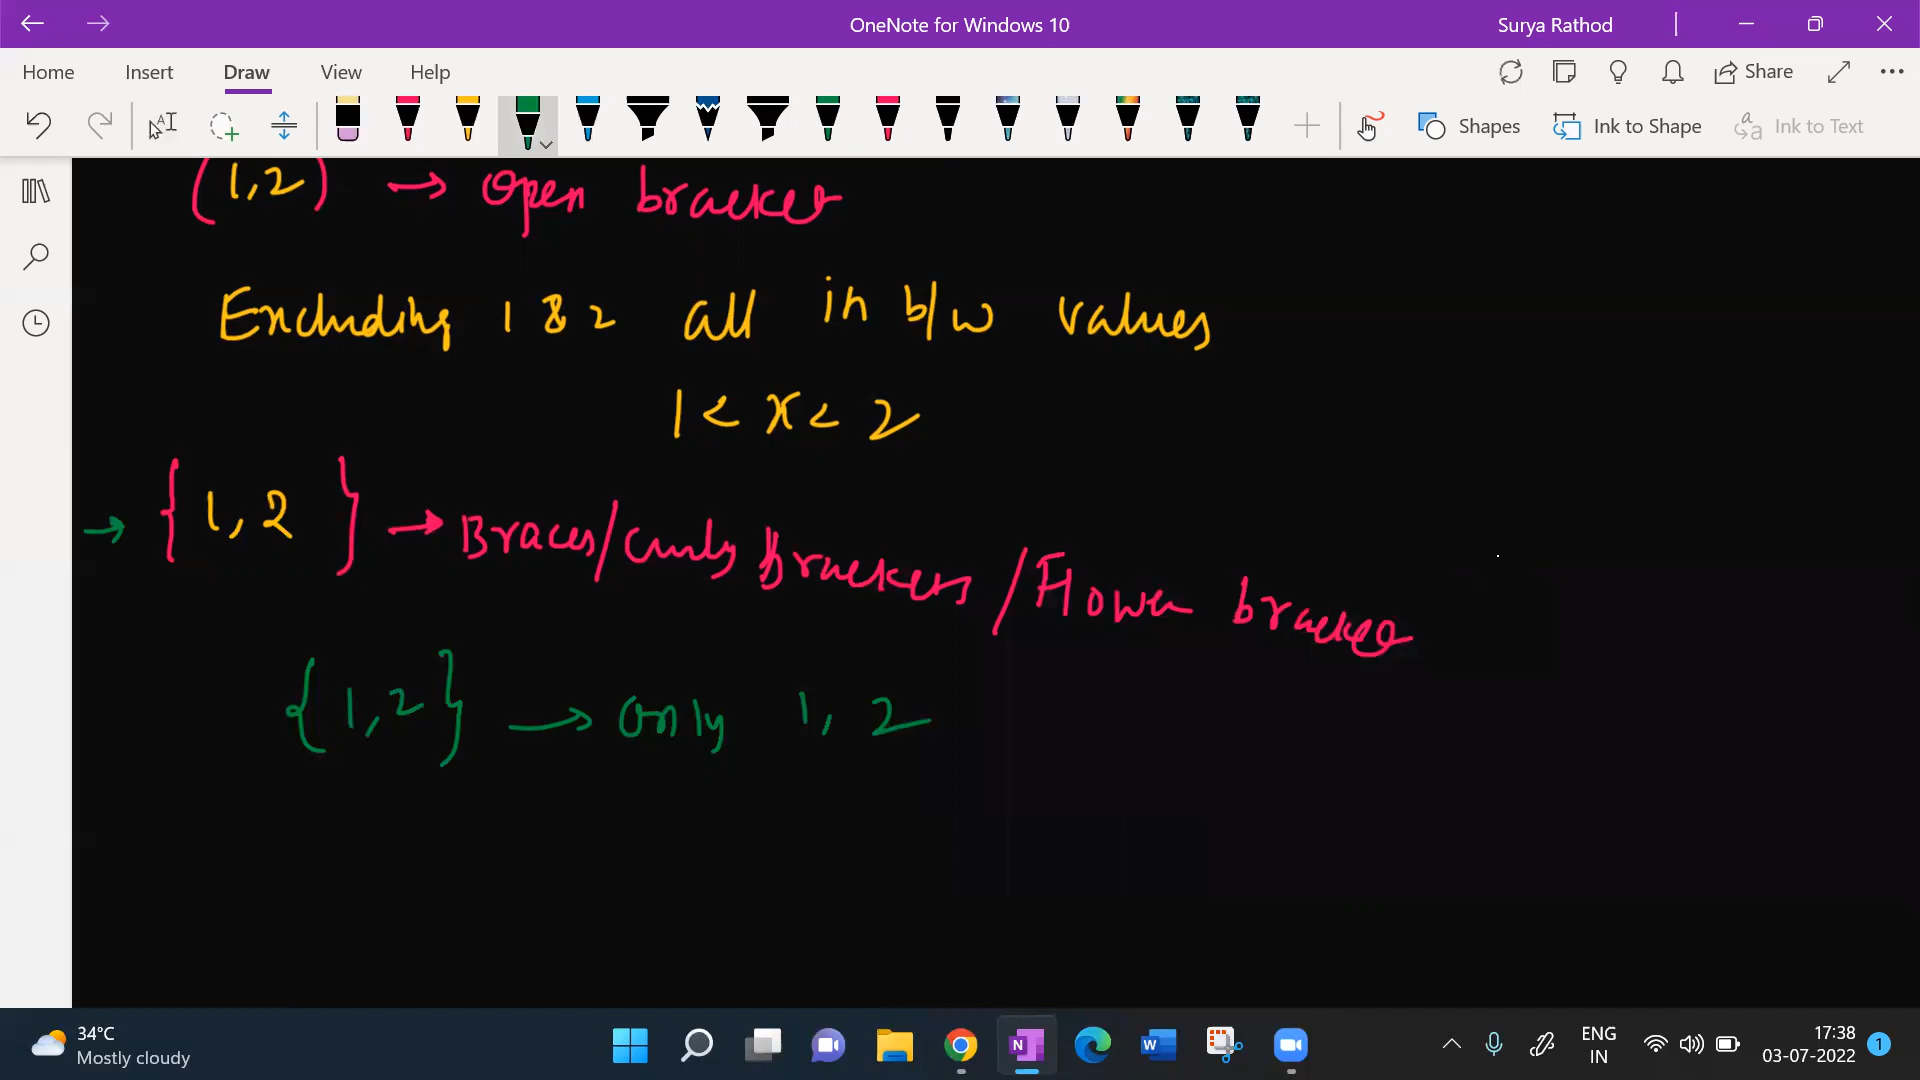 OneNote for Windows 10
Surya Rathod
Home Insert Draw View Help
Share
Shapes Ink to Shape Ink to Text
(1,2) → Open bracket
Excluding 1 & 2 all in b/w values
1 < x < 2
→ {1,2} → Braces/Curly brackets/Flower bracket
{1,2} → only 1, 2
34°C
Mostly cloudy
ENG
IN
17:38
03-07-2022
1